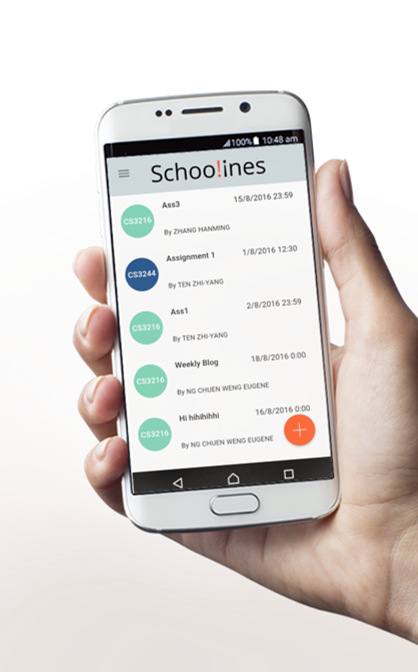 100% 10:48 am
Schoo!ines
Ass3 15/8/2016 23:59
CS3216
By ZHANG HANMING
Assignment 1 1/8/2016 12:30
CS3244
By TEN ZHI-YANG
Ass1 2/8/2016 23:59
CS3216
By TEN ZHI-YANG
Weekly Blog 18/8/2016 0:00
CS3216
By NG CHUEN WENG EUGENE
Hi hihihihhi 16/8/2016 0:00
CS3216
By NG CHUEN WENG EUGENE